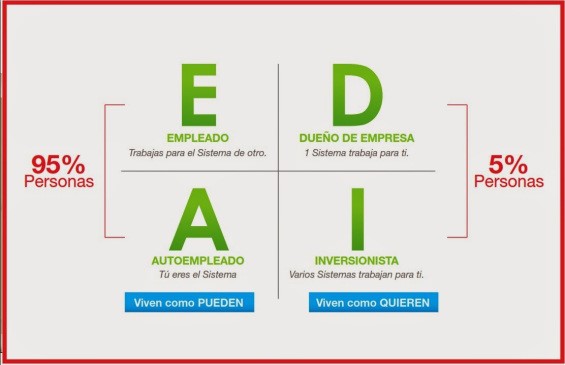 E
EMPLEADO
Trabajas para el Sistema de otro.
D
DUEÑO DE EMPRESA
1 Sistema trabaja para ti.
95%
Personas
5%
Personas
A
AUTOEMPLEADO
Tú eres el Sistema
I
INVERSIONISTA
Varios Sistemas trabajan para ti.
Viven como PUEDEN
Viven como QUIEREN